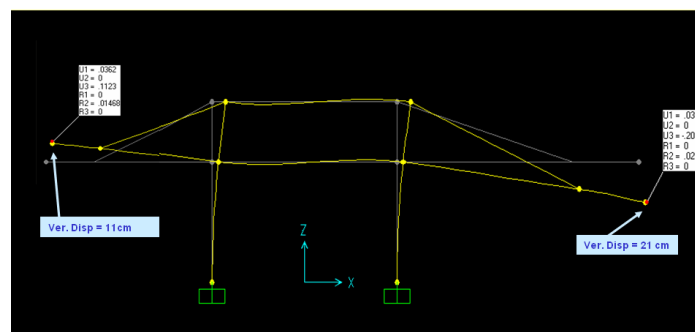 U1 = .0362
U2 = 0
U3 = .1123
R1 = 0
R2 = .01468
R3 = 0
U1 = .03
U2 = 0
U3 = -.20
R1 = 0
R2 = .02
R3 = 0
Ver. Disp = 11cm
Ver. Disp = 21 cm
Z
X